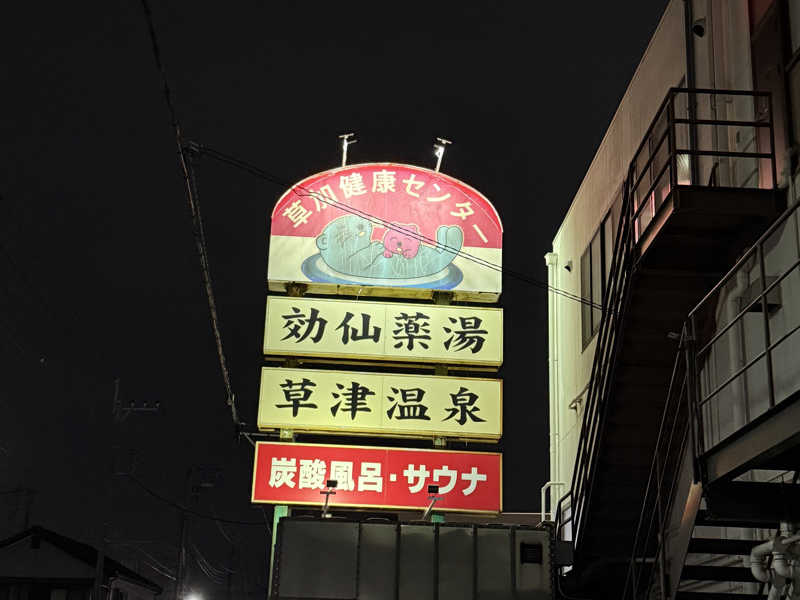 草加健康センター
効仙薬湯
草津温泉
炭酸風呂・サウナ